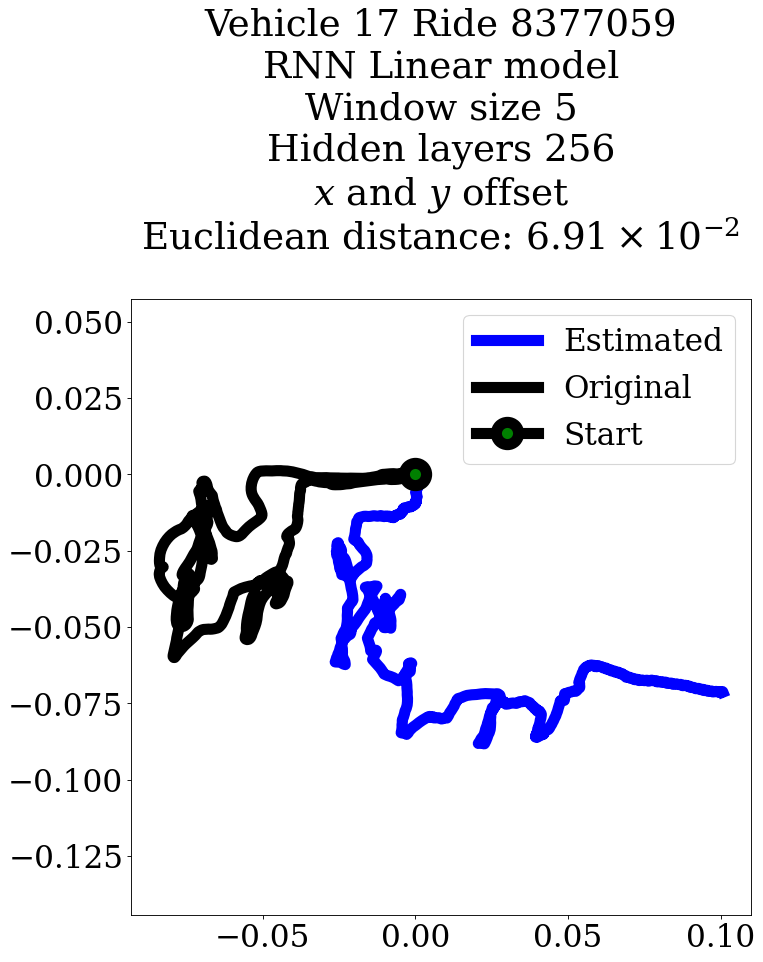 Vehicle 17 Ride 8377059
RNN Linear model
Window size 5
Hidden layers 256
x and y offset
Euclidean distance: 6.91 × 10⁻²
Estimated
Original
Start
0.050
0.025
0.000
−0.025
−0.050
−0.075
−0.100
−0.125
−0.05
0.00
0.05
0.10